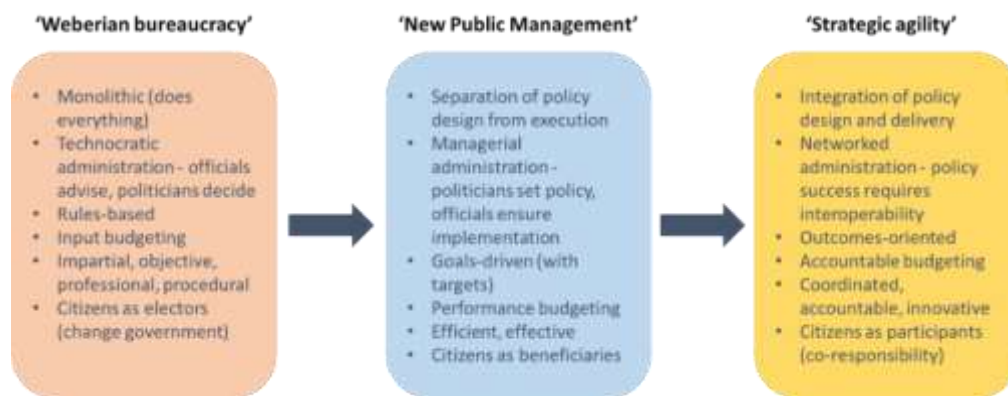 ‘Weberian bureaucracy’
• Monolithic (does
everything)
• Technocratic
administration - officials
advise, politicians decide
• Rules-based
• Input budgeting
• Impartial, objective,
professional, procedural
• Citizens as electors
(change government)
‘New Public Management’
• Separation of policy
design from execution
• Managerial
administration -
politicians set policy,
officials ensure
implementation
• Goals-driven (with
targets)
• Performance budgeting
• Efficient, effective
• Citizens as beneficiaries
‘Strategic agility’
• Integration of policy
design and delivery
• Networked
administration - policy
success requires
interoperability
• Outcomes-oriented
• Accountable budgeting
• Coordinated,
accountable, innovative
• Citizens as participants
(co-responsibility)